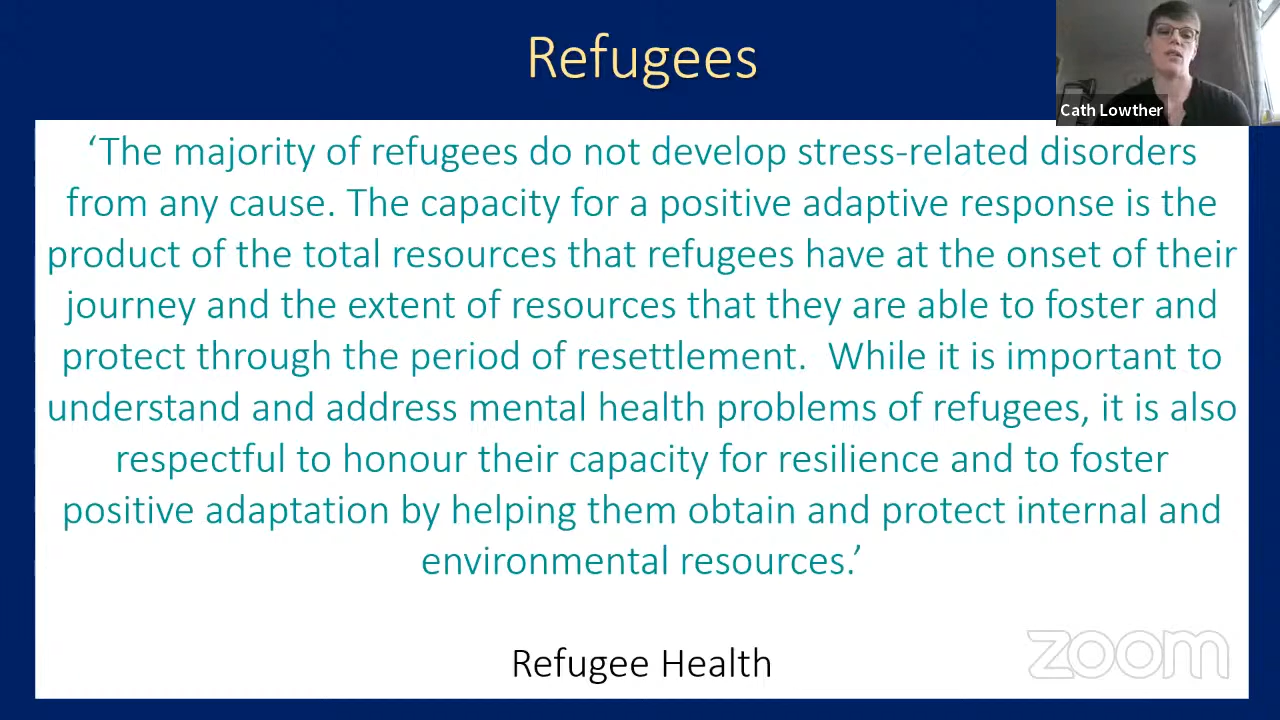 Refugees
Cath Lowther
‘The majority of refugees do not develop stress-related disorders
from any cause. The capacity for a positive adaptive response is the
product of the total resources that refugees have at the onset of their
journey and the extent of resources that they are able to foster and
protect through the period of resettlement.  While it is important to
understand and address mental health problems of refugees, it is also
respectful to honour their capacity for resilience and to foster
positive adaptation by helping them obtain and protect internal and
environmental resources.’
Refugee Health
zoom